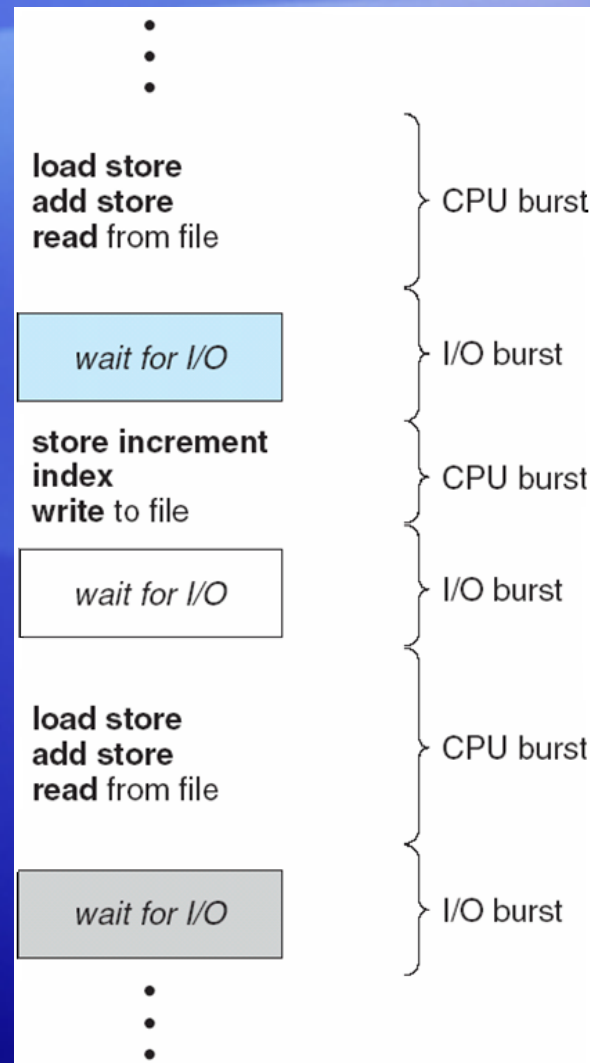 load store
add store
read from file
CPU burst
wait for I/O
I/O burst
store increment
index
write to file
CPU burst
wait for I/O
I/O burst
load store
add store
read from file
CPU burst
wait for I/O
I/O burst